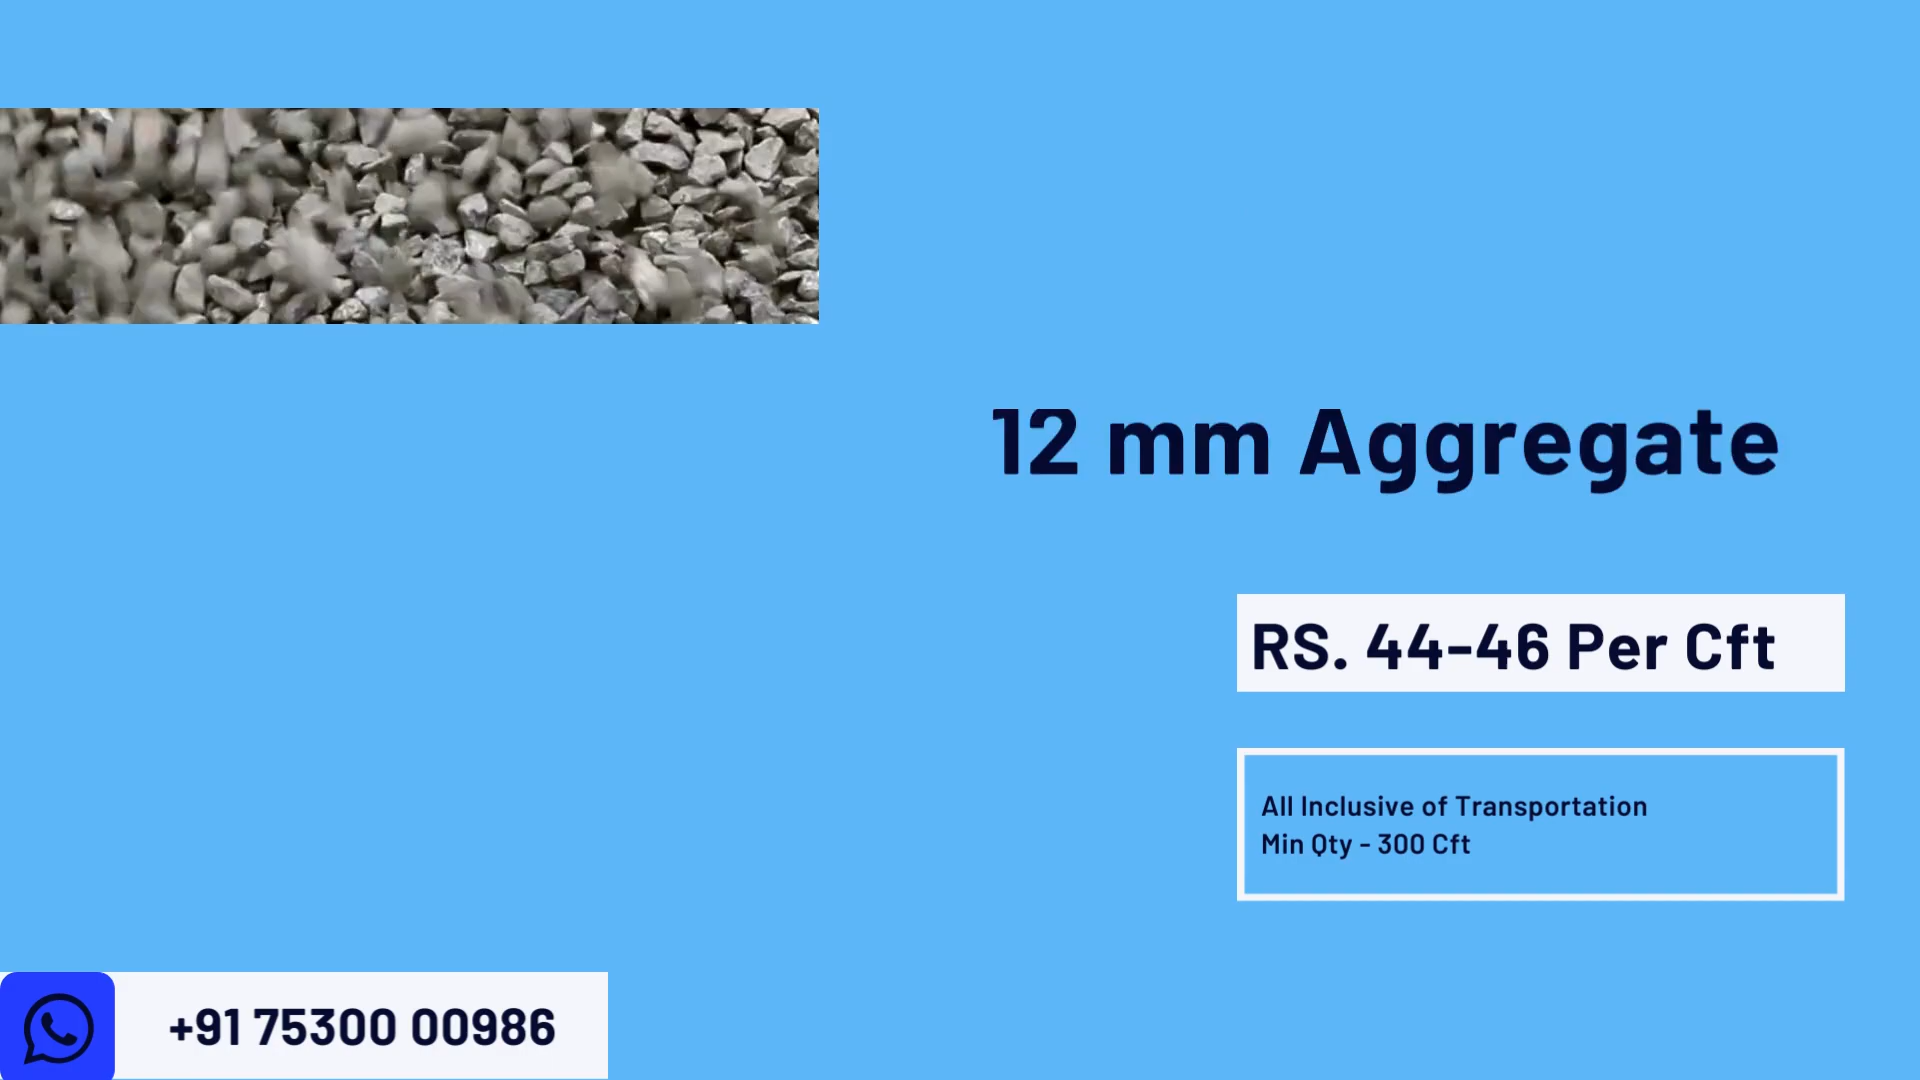 12 mm Aggregate
RS. 44-46 Per Cft
All Inclusive of Transportation
Min Qty - 300 Cft
+91 75300 00986